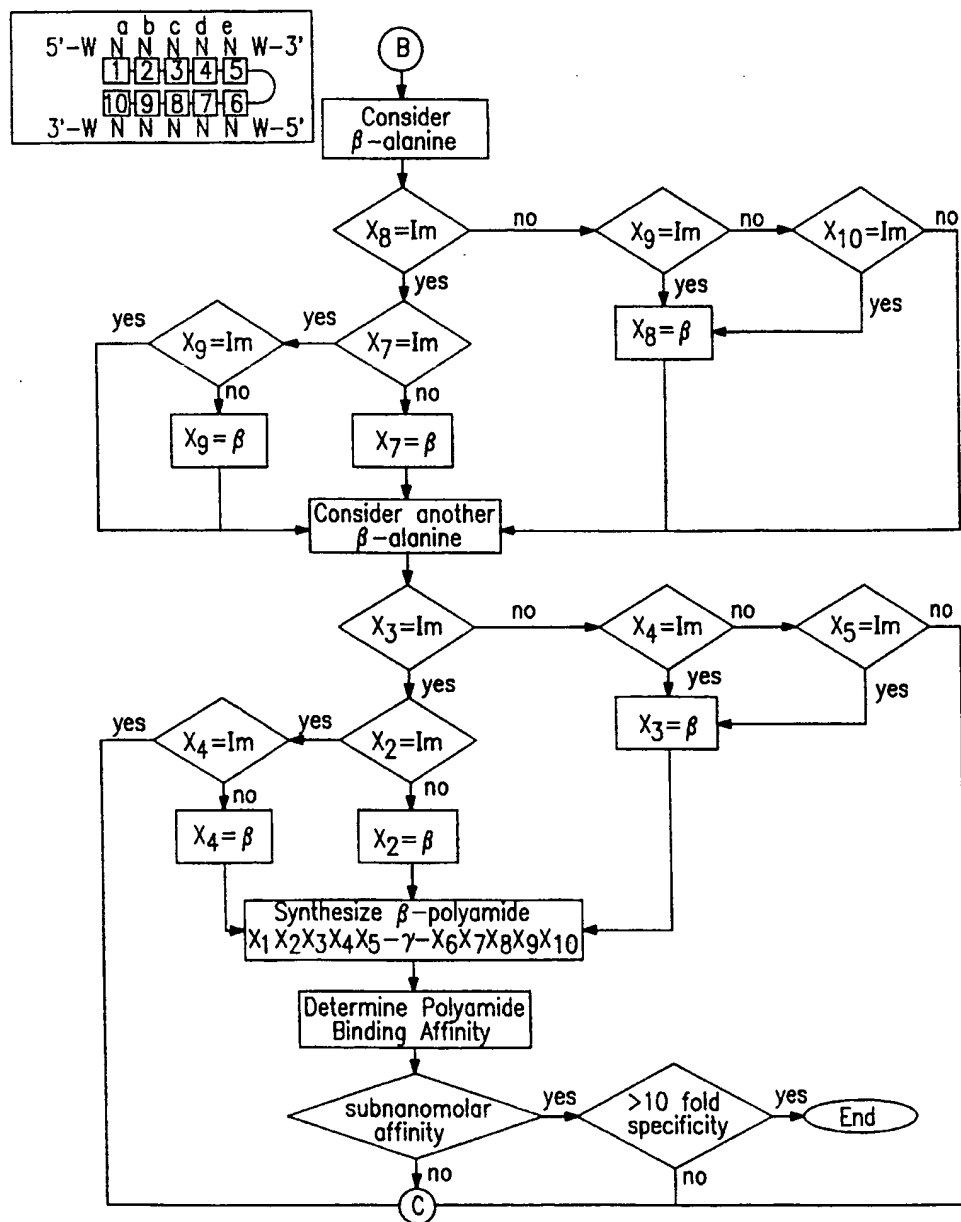 a b c d e
5'-W N N N N N W-3'
1 2 3 4 5
10 9 8 7 6
3'-W N N N N N W-5'
B
Consider
β-alanine
X8=Im
no
X9=Im
no
X10=Im
no
yes
yes
yes
X8=β
X7=Im
yes
X9=Im
yes
no
no
X9=β
X7=β
Consider another
β-alanine
X3=Im
no
X4=Im
no
X5=Im
no
yes
yes
yes
X3=β
X2=Im
yes
X4=Im
yes
no
no
X4=β
X2=β
Synthesize β-polyamide
X1X2X3X4X5-γ-X6X7X8X9X10
Determine Polyamide
Binding Affinity
subnanomolar
affinity
yes
>10 fold
specificity
yes
End
no
no
C